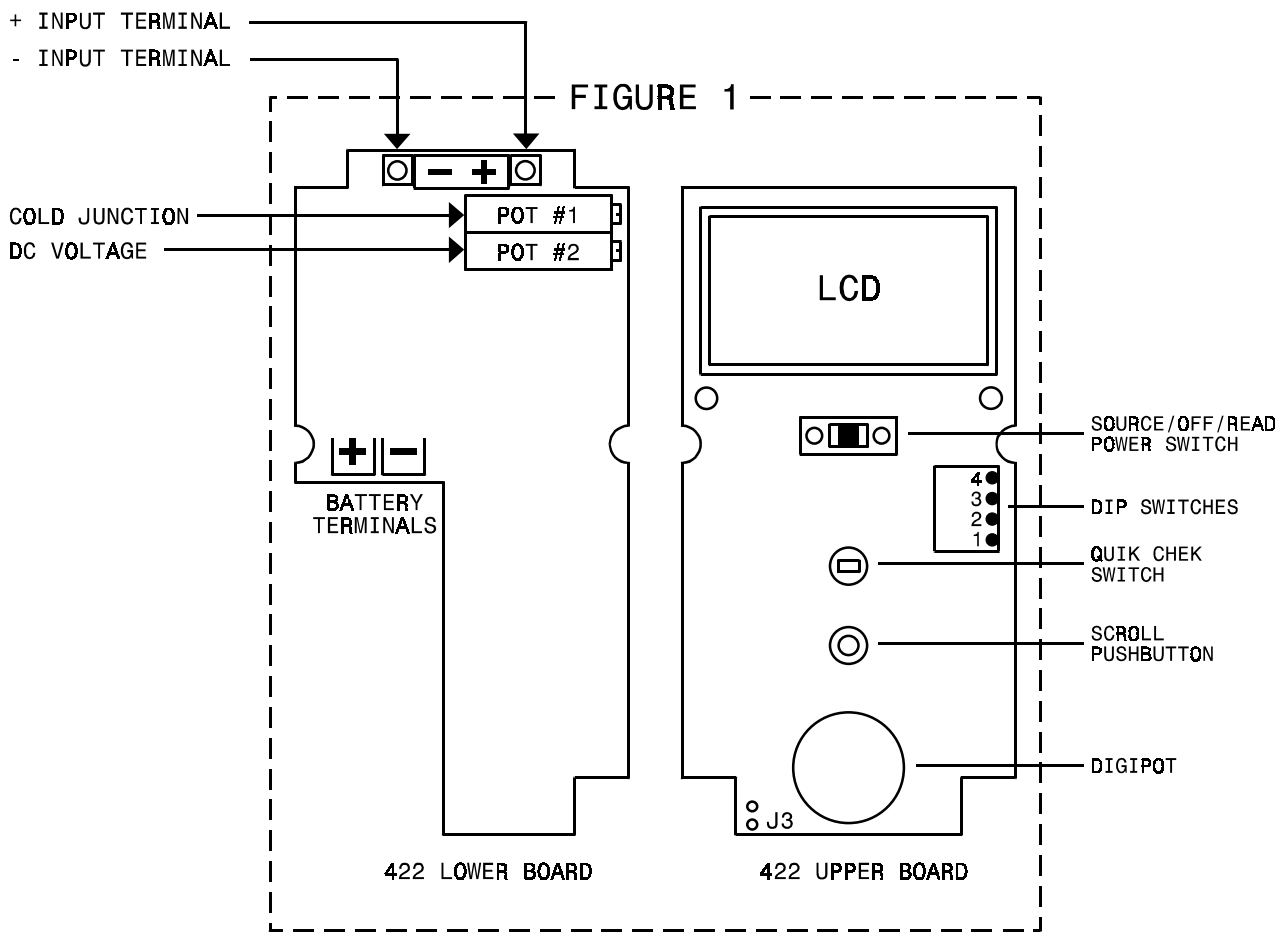 + INPUT TERMINAL
- INPUT TERMINAL
FIGURE 1
− +
COLD JUNCTION
POT #1
DC VOLTAGE
POT #2
LCD
SOURCE/OFF/READ
POWER SWITCH
+ −
BATTERY
TERMINALS
4
3
2
1
DIP SWITCHES
QUIK CHEK
SWITCH
SCROLL
PUSHBUTTON
DIGIPOT
J3
422 LOWER BOARD
422 UPPER BOARD